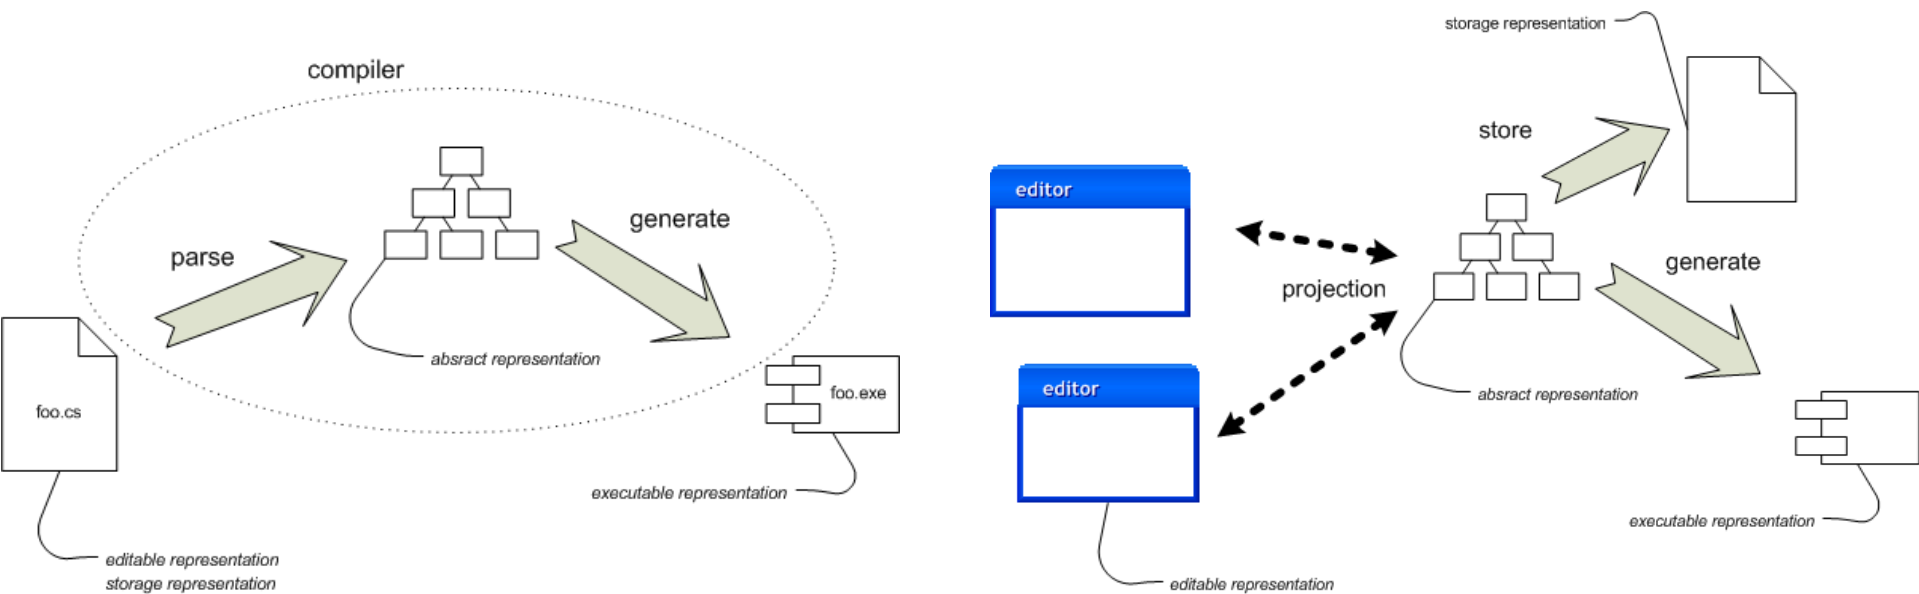 compiler
parse
generate
absract representation
foo.cs
foo.exe
executable representation
editable representation
storage representation
storage representation
store
editor
projection
generate
editor
absract representation
executable representation
editable representation